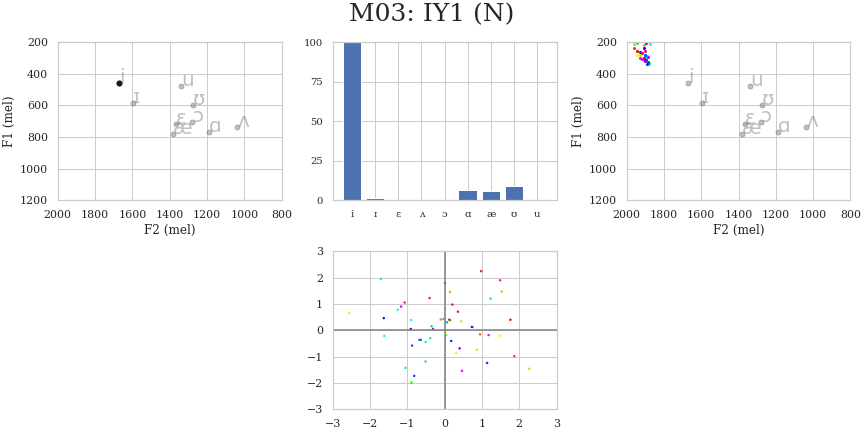 M03: IY1 (N)
200
400
600
800
1000
1200
2000 1800 1600 1400 1200 1000 800
F1 (mel)
F2 (mel)
i
ɪ
u
ʊ
ɛ
æ
ɔ
ɑ
ʌ
100
75
50
25
0
i ɪ ɛ ʌ ɔ ɑ æ ʊ u
200
400
600
800
1000
1200
2000 1800 1600 1400 1200 1000 800
F1 (mel)
F2 (mel)
i
ɪ
u
ʊ
ɛ
æ
ɔ
ɑ
ʌ
3
2
1
0
−1
−2
−3
−3 −2 −1 0 1 2 3